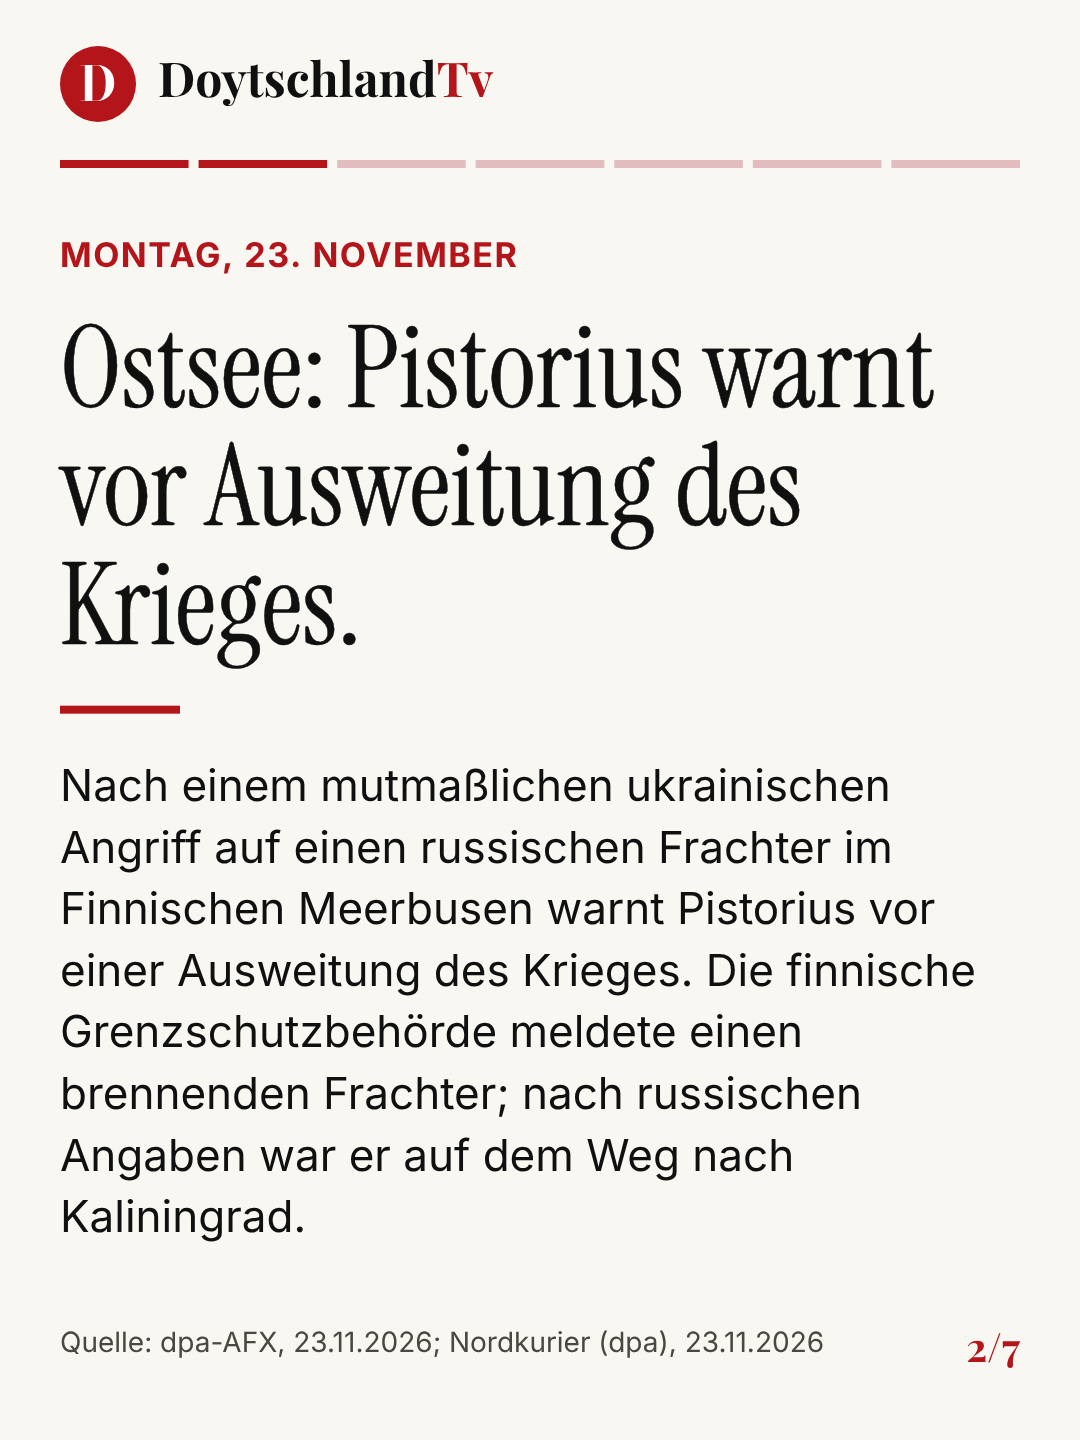 D DoytschlandTv
MONTAG, 23. NOVEMBER
Ostsee: Pistorius warnt
vor Ausweitung des
Krieges.
Nach einem mutmaßlichen ukrainischen
Angriff auf einen russischen Frachter im
Finnischen Meerbusen warnt Pistorius vor
einer Ausweitung des Krieges. Die finnische
Grenzschutzbehörde meldete einen
brennenden Frachter; nach russischen
Angaben war er auf dem Weg nach
Kaliningrad.
Quelle: dpa-AFX, 23.11.2026; Nordkurier (dpa), 23.11.2026
2/7